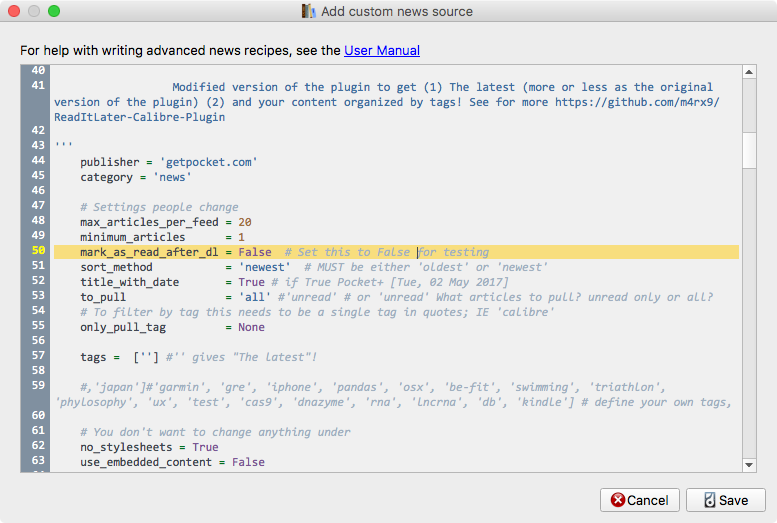 Add custom news source
For help with writing advanced news recipes, see the User Manual
40
41 Modified version of the plugin to get (1) The latest (more or less as the original
version of the plugin) (2) and your content organized by tags! See for more https://github.com/m4rx9/
ReadItLater-Calibre-Plugin
42
43 '''
44 publisher = 'getpocket.com'
45 category = 'news'
46
47 # Settings people change
48 max_articles_per_feed = 20
49 minimum_articles = 1
50 mark_as_read_after_dl = False # Set this to False for testing
51 sort_method = 'newest' # MUST be either 'oldest' or 'newest'
52 title_with_date = True # if True Pocket+ [Tue, 02 May 2017]
53 to_pull = 'all' #'unread' # or 'unread' What articles to pull? unread only or all?
54 # To filter by tag this needs to be a single tag in quotes; IE 'calibre'
55 only_pull_tag = None
56
57 tags = [''] #'' gives "The latest"!
58
59 #,'japan']#'garmin', 'gre', 'iphone', 'pandas', 'osx', 'be-fit', 'swimming', 'triathlon',
'phylosophy', 'ux', 'test', 'cas9', 'dnazyme', 'rna', 'lncrna', 'db', 'kindle'] # define your own tags,
60
61 # You don't want to change anything under
62 no_stylesheets = True
63 use_embedded_content = False
Cancel
Save